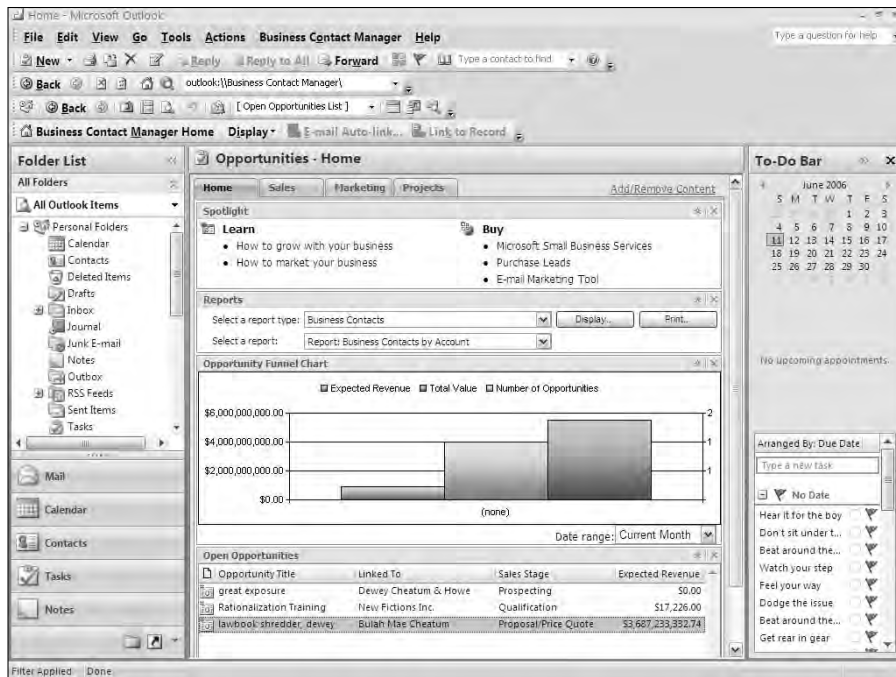 Home - Microsoft Outlook
File Edit View Go Tools Actions Business Contact Manager Help
Type a question for help
New Reply Reply to All Forward Type a contact to find
Back outlook:\\Business Contact Manager\
Back [ Open Opportunities List ]
Business Contact Manager Home Display E-mail Auto-link... Link to Record
Folder List
All Folders
All Outlook Items
Personal Folders
Calendar
Contacts
Deleted Items
Drafts
Inbox
Journal
Junk E-mail
Notes
Outbox
RSS Feeds
Sent Items
Tasks
Mail
Calendar
Contacts
Tasks
Notes
Opportunities - Home
Home Sales Marketing Projects Add/Remove Content
Spotlight
Learn
How to grow with your business
How to market your business
Buy
Microsoft Small Business Services
Purchase Leads
E-mail Marketing Tool
Reports
Select a report type: Business Contacts Display... Print...
Select a report: Report: Business Contacts by Account
Opportunity Funnel Chart
Expected Revenue Total Value Number of Opportunities
$6,000,000,000.00 2
$4,000,000,000.00 1
$2,000,000,000.00 1
$0.00
(none)
Date range: Current Month
Open Opportunities
Opportunity Title Linked To Sales Stage Expected Revenue
great exposure Dewey Cheatum & Howe Prospecting $0.00
Rationalization Training New Fictions Inc. Qualification $17,226.00
lawbook shredder, dewey Bulah Mae Cheatum Proposal/Price Quote $3,687,233,332.74
To-Do Bar
June 2006
S M T W T F S
1 2 3
4 5 6 7 8 9 10
11 12 13 14 15 16 17
18 19 20 21 22 23 24
25 26 27 28 29 30
No upcoming appointments.
Arranged By: Due Date
Type a new task
No Date
Hear it for the boy
Don't sit under t...
Beat around the...
Watch your step
Feel your way
Dodge the issue
Beat around the...
Get rear in gear
Filter Applied Done